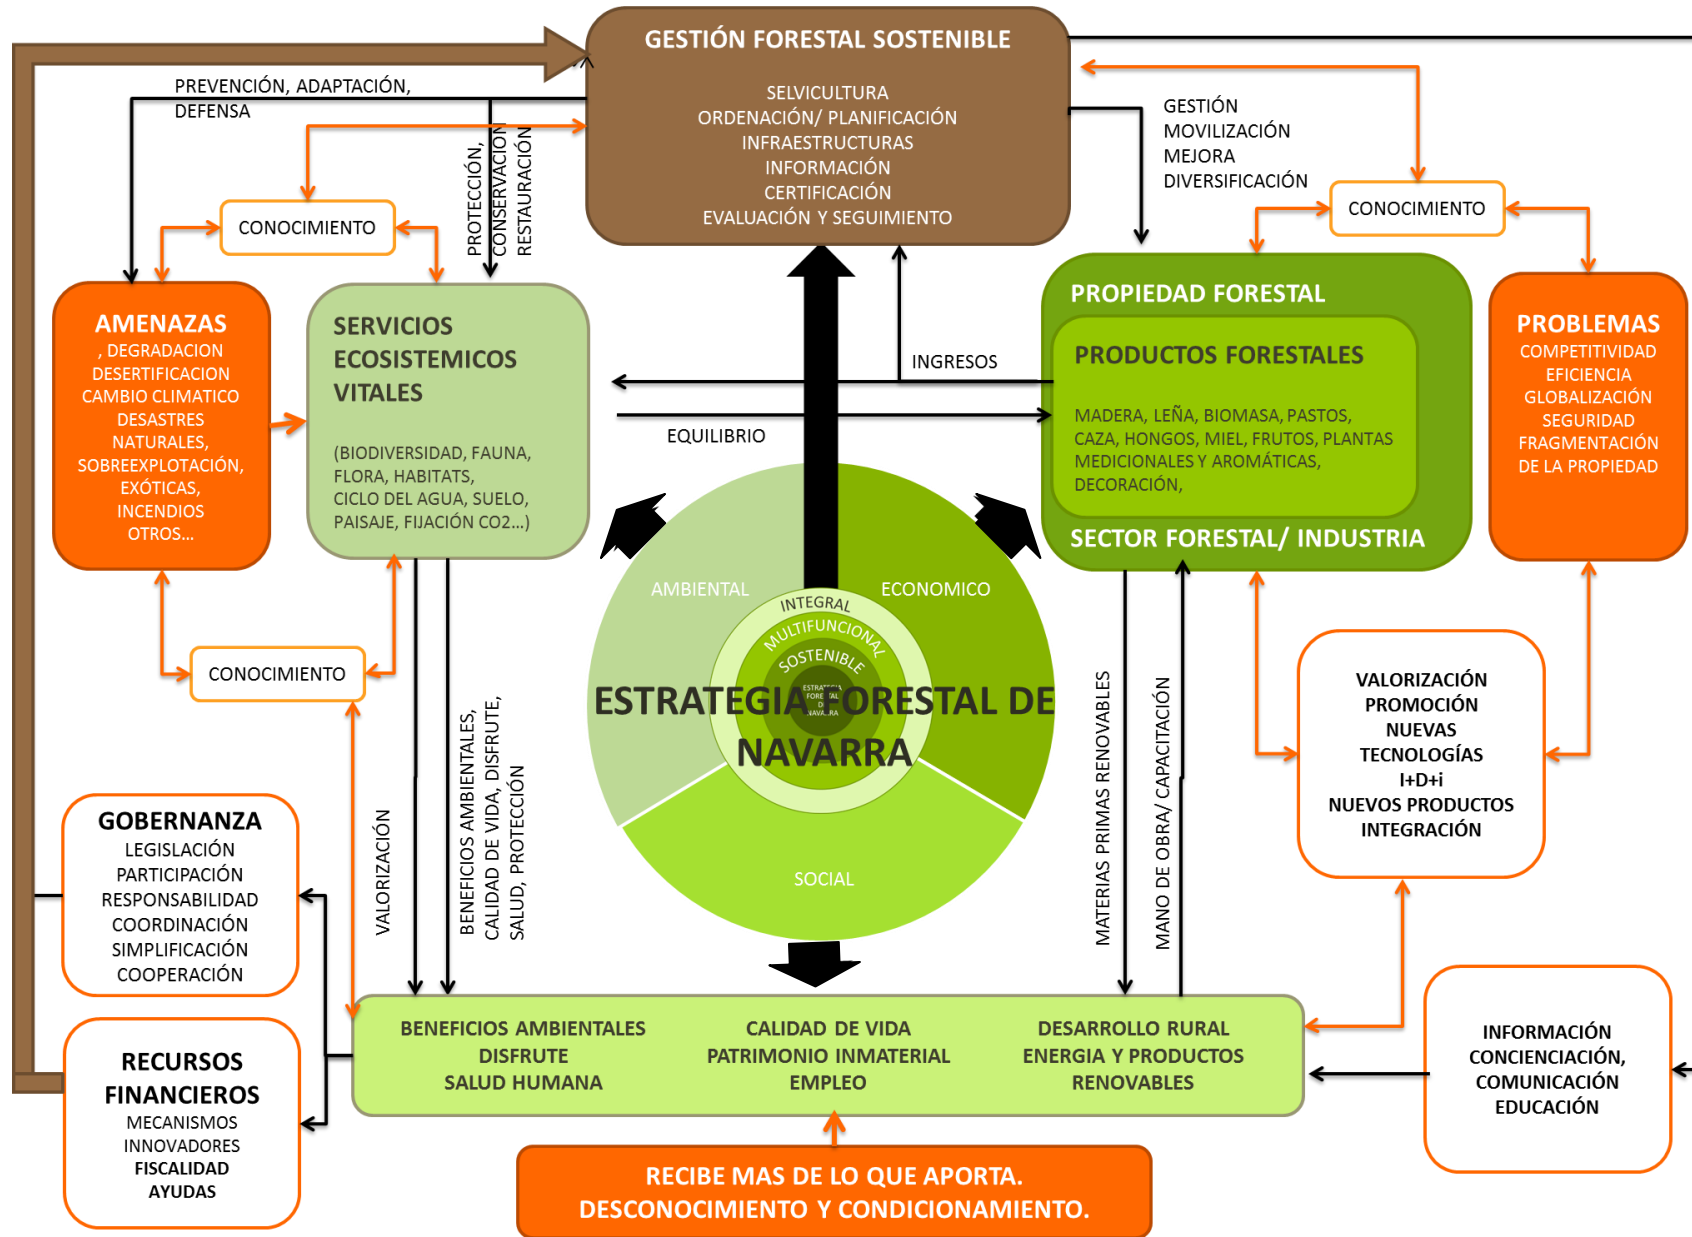 GESTIÓN FORESTAL SOSTENIBLE
SELVICULTURA
ORDENACIÓN/ PLANIFICACIÓN
INFRAESTRUCTURAS
INFORMACIÓN
CERTIFICACIÓN
EVALUACIÓN Y SEGUIMIENTO
PREVENCIÓN, ADAPTACIÓN,
DEFENSA
PROTECCIÓN,
CONSERVACION
RESTAURACIÓN
GESTIÓN
MOVILIZACIÓN
MEJORA
DIVERSIFICACIÓN
CONOCIMIENTO
CONOCIMIENTO
AMENAZAS
, DEGRADACION
DESERTIFICACION
CAMBIO CLIMATICO
DESASTRES
NATURALES,
SOBREEXPLOTACIÓN,
EXÓTICAS,
INCENDIOS
OTROS...
SERVICIOS
ECOSISTEMICOS
VITALES
(BIODIVERSIDAD, FAUNA,
FLORA, HABITATS,
CICLO DEL AGUA, SUELO,
PAISAJE, FIJACIÓN CO2...)
INGRESOS
EQUILIBRIO
PROPIEDAD FORESTAL
PRODUCTOS FORESTALES
MADERA, LEÑA, BIOMASA, PASTOS,
CAZA, HONGOS, MIEL, FRUTOS, PLANTAS
MEDICIONALES Y AROMÁTICAS,
DECORACIÓN,
SECTOR FORESTAL/ INDUSTRIA
PROBLEMAS
COMPETITIVIDAD
EFICIENCIA
GLOBALIZACIÓN
SEGURIDAD
FRAGMENTACIÓN
DE LA PROPIEDAD
AMBIENTAL
ECONOMICO
INTEGRAL
MULTIFUNCIONAL
SOSTENIBLE
ESTRATEGIA
FORESTAL
DE
NAVARRA
ESTRATEGIA FORESTAL DE
NAVARRA
SOCIAL
CONOCIMIENTO
VALORIZACIÓN
BENEFICIOS AMBIENTALES,
CALIDAD DE VIDA, DISFRUTE,
SALUD, PROTECCIÓN
MATERIAS PRIMAS RENOVABLES
MANO DE OBRA/ CAPACITACIÓN
VALORIZACIÓN
PROMOCIÓN
NUEVAS
TECNOLOGÍAS
I+D+i
NUEVOS PRODUCTOS
INTEGRACIÓN
GOBERNANZA
LEGISLACIÓN
PARTICIPACIÓN
RESPONSABILIDAD
COORDINACIÓN
SIMPLIFICACIÓN
COOPERACIÓN
RECURSOS
FINANCIEROS
MECANISMOS
INNOVADORES
FISCALIDAD
AYUDAS
BENEFICIOS AMBIENTALES
DISFRUTE
SALUD HUMANA
CALIDAD DE VIDA
PATRIMONIO INMATERIAL
EMPLEO
DESARROLLO RURAL
ENERGIA Y PRODUCTOS
RENOVABLES
INFORMACIÓN
CONCIENCIACIÓN,
COMUNICACIÓN
EDUCACIÓN
RECIBE MAS DE LO QUE APORTA.
DESCONOCIMIENTO Y CONDICIONAMIENTO.